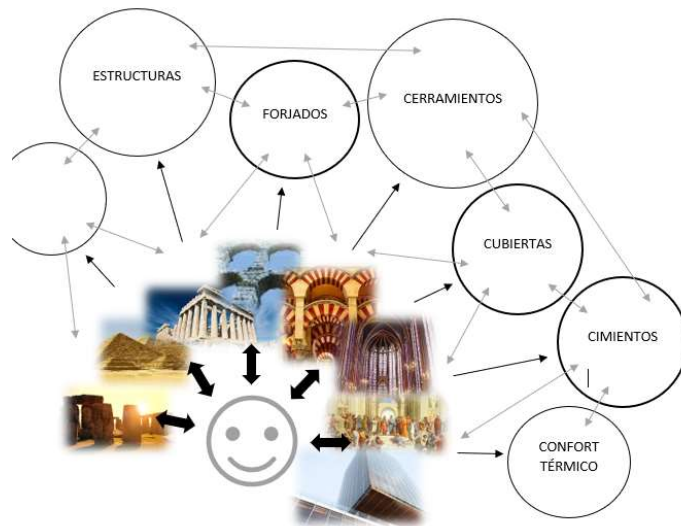 ESTRUCTURAS
FORJADOS
CERRAMIENTOS
CUBIERTAS
CIMIENTOS
CONFORT
TÉRMICO